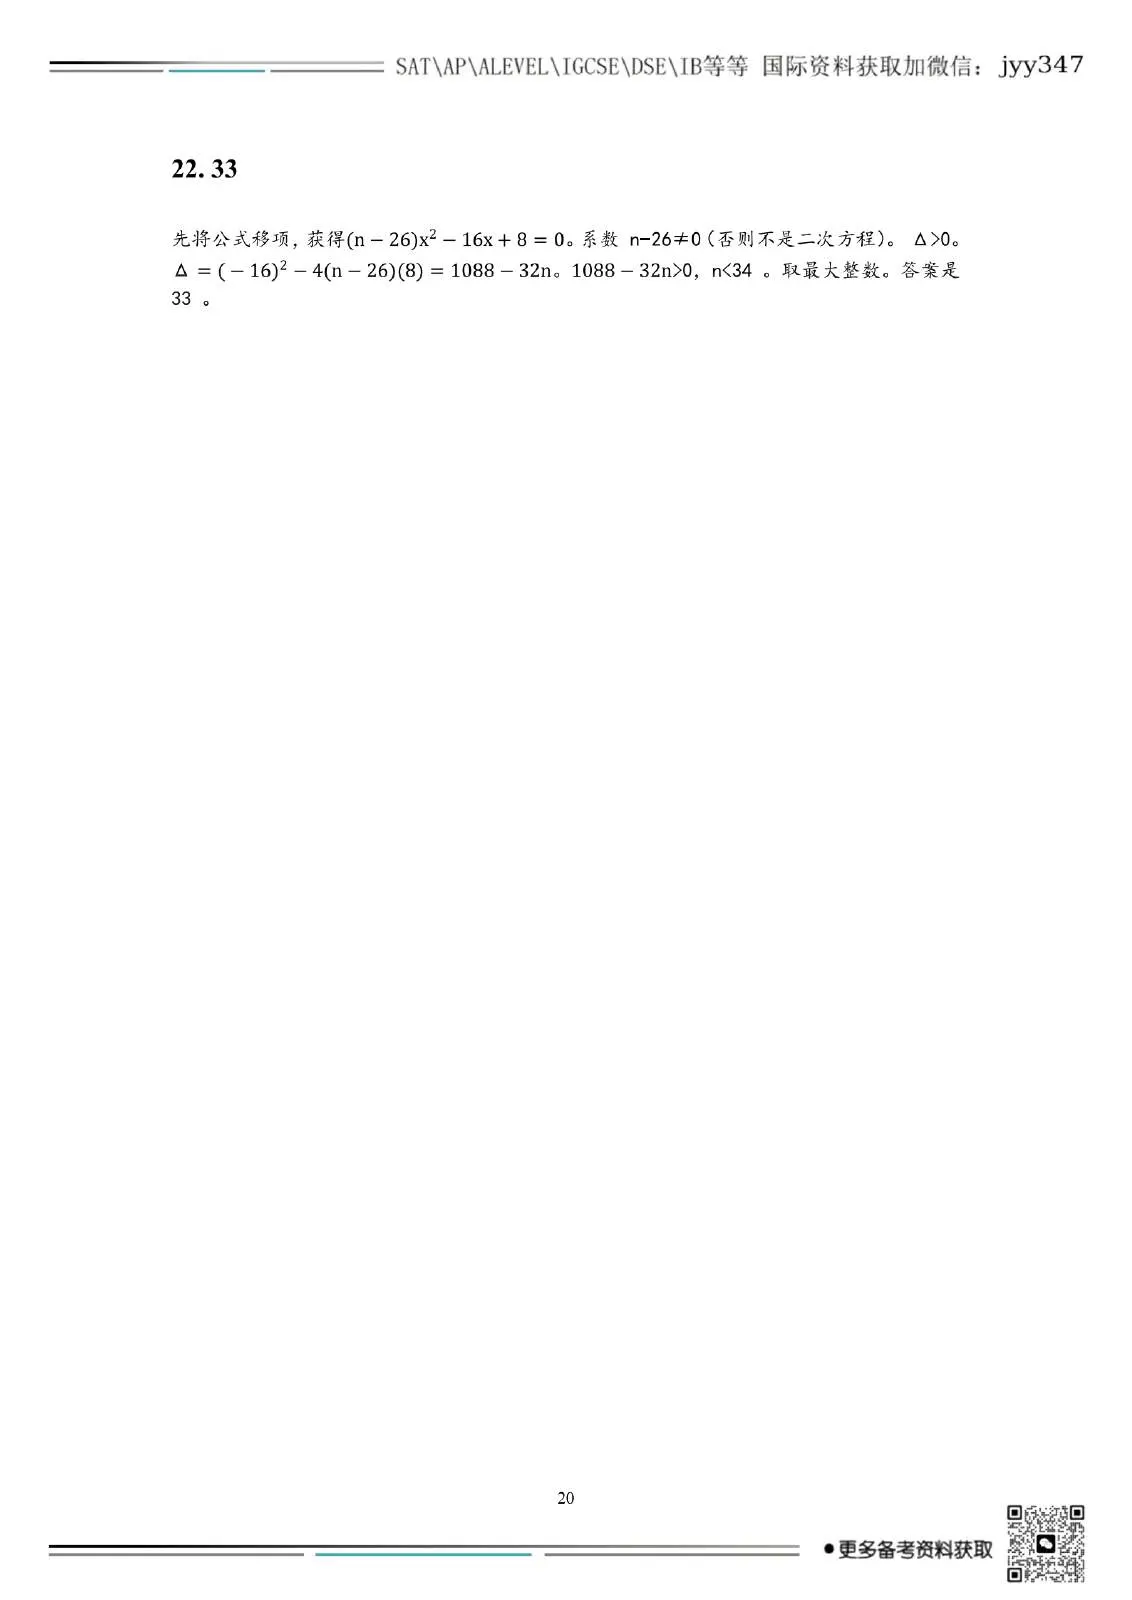 SAT\AP\ALEVEL\IGCSE\DSE\IB等等 国际资料获取加微信：jyy347
22. 33
先将公式移项，获得(n − 26)x² − 16x + 8 = 0。系数 n-26≠0（否则不是二次方程）。 Δ>0。
Δ = (− 16)² − 4(n − 26)(8) = 1088 − 32n。1088 − 32n>0，n<34 。取最大整数。答案是
33 。
20
●更多备考资料获取